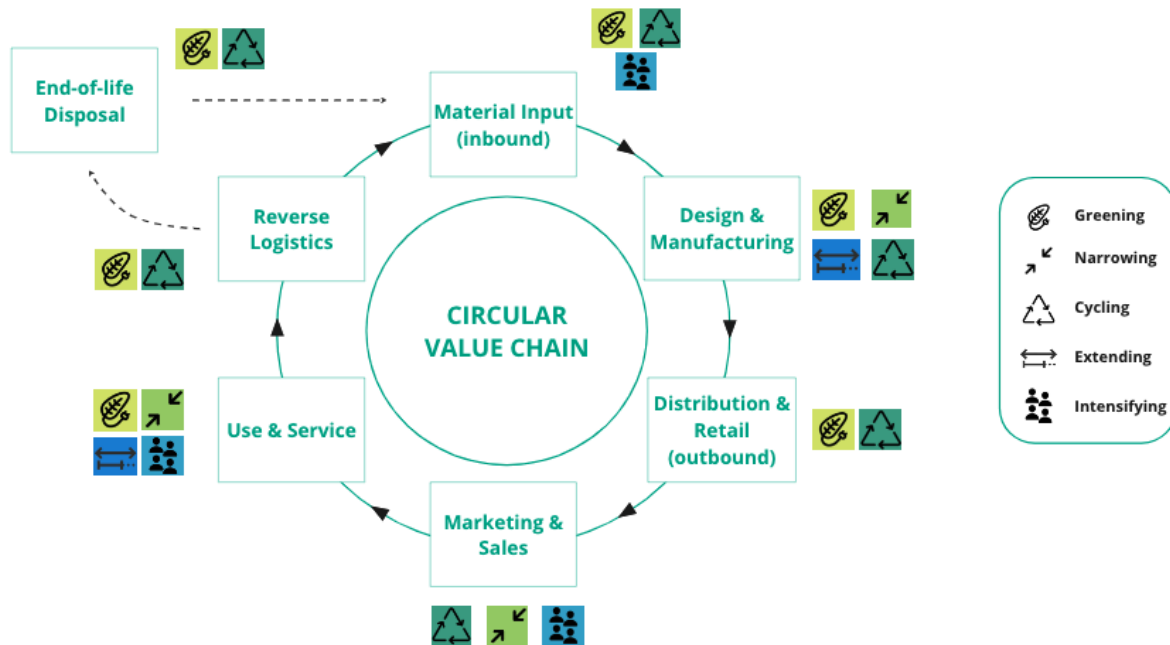 End-of-life
Disposal
Material Input
(inbound)
Reverse
Logistics
Design &
Manufacturing
CIRCULAR
VALUE CHAIN
Use & Service
Distribution &
Retail
(outbound)
Marketing &
Sales
Greening
Narrowing
Cycling
Extending
Intensifying